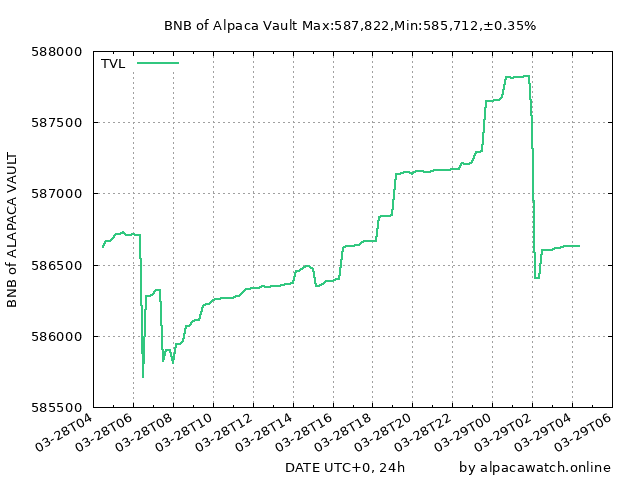 BNB of Alpaca Vault Max:587,822,Min:585,712,±0.35%
588000
TVL
587500
587000
586500
586000
585500
BNB of ALAPACA VAULT
03-28T04
03-28T06
03-28T08
03-28T10
03-28T12
03-28T14
03-28T16
03-28T18
03-28T20
03-28T22
03-29T00
03-29T02
03-29T04
03-29T06
DATE UTC+0, 24h
by alpacawatch.online